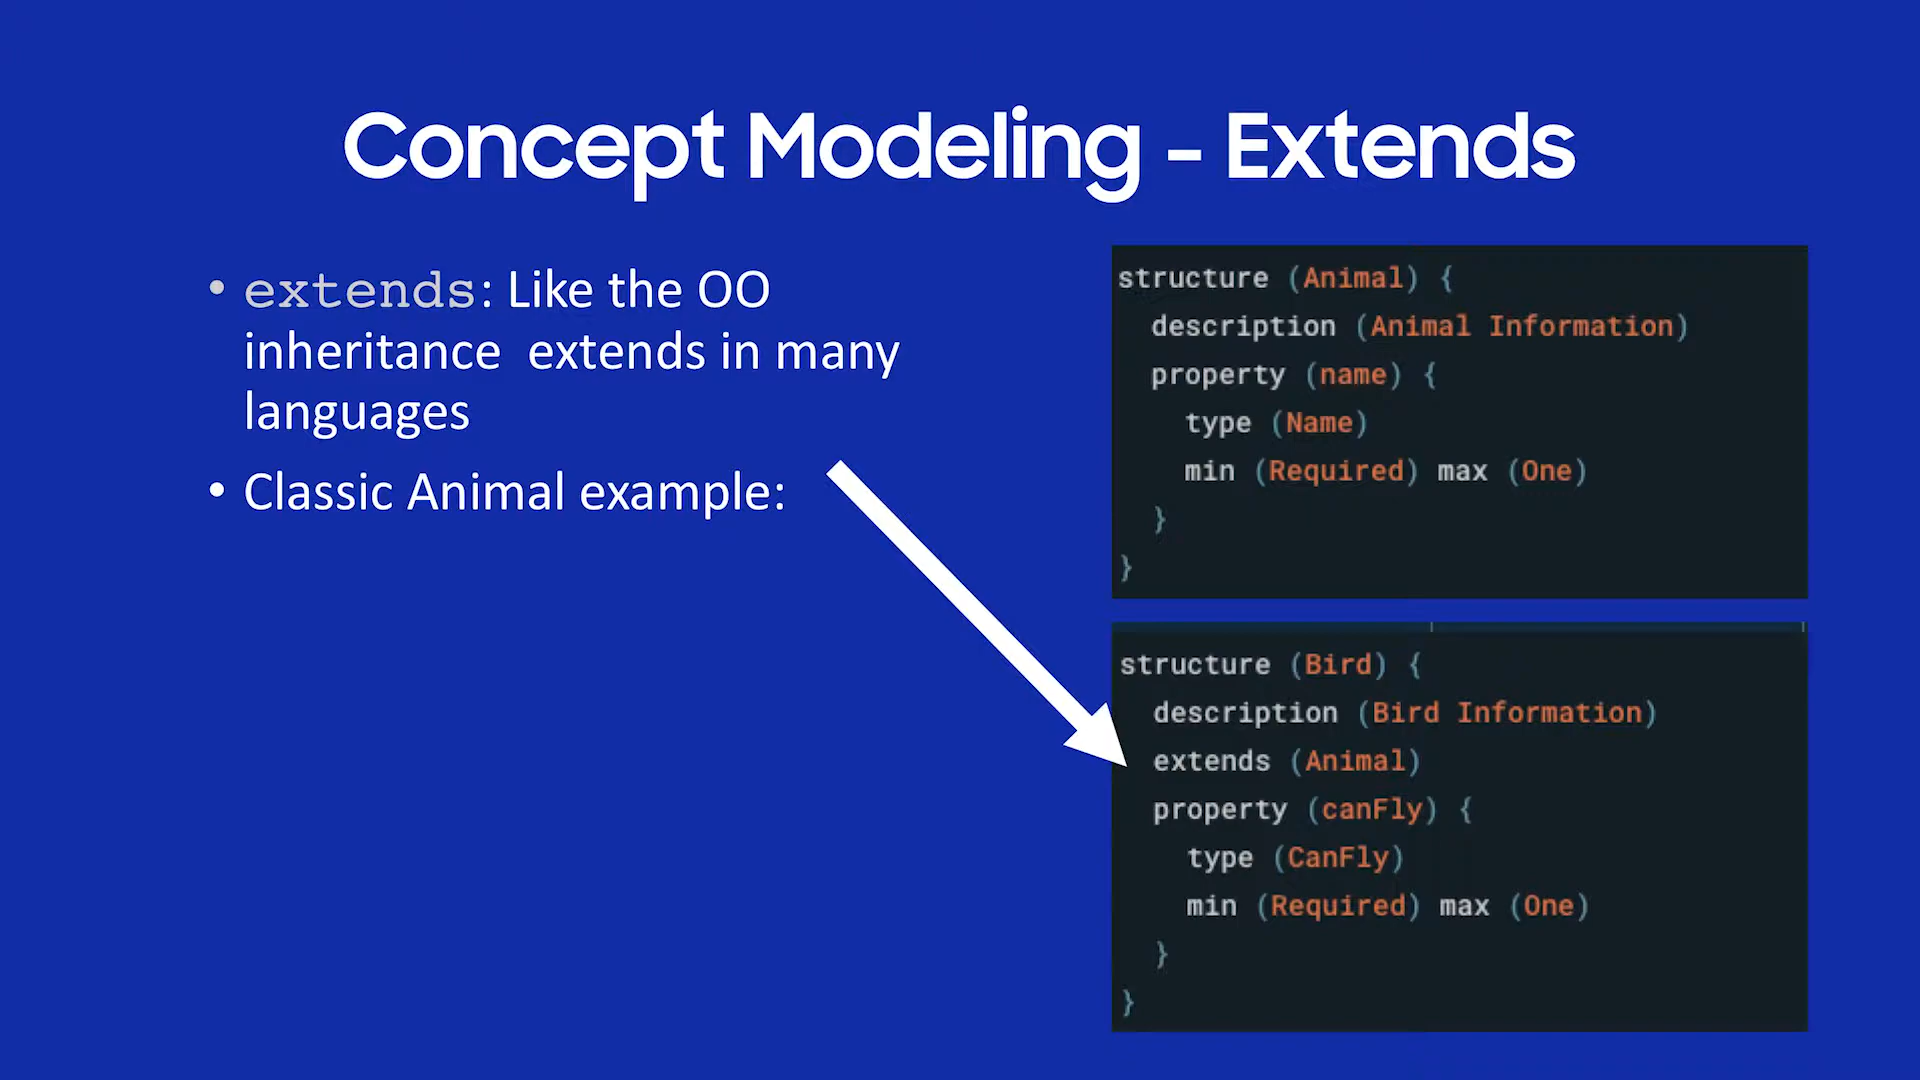 Concept Modeling - Extends
• extends: Like the OO
inheritance extends in many
languages
• Classic Animal example:
structure (Animal) {
description (Animal Information)
property (name) {
type (Name)
min (Required) max (One)
}
}
structure (Bird) {
description (Bird Information)
extends (Animal)
property (canFly) {
type (CanFly)
min (Required) max (One)
}
}